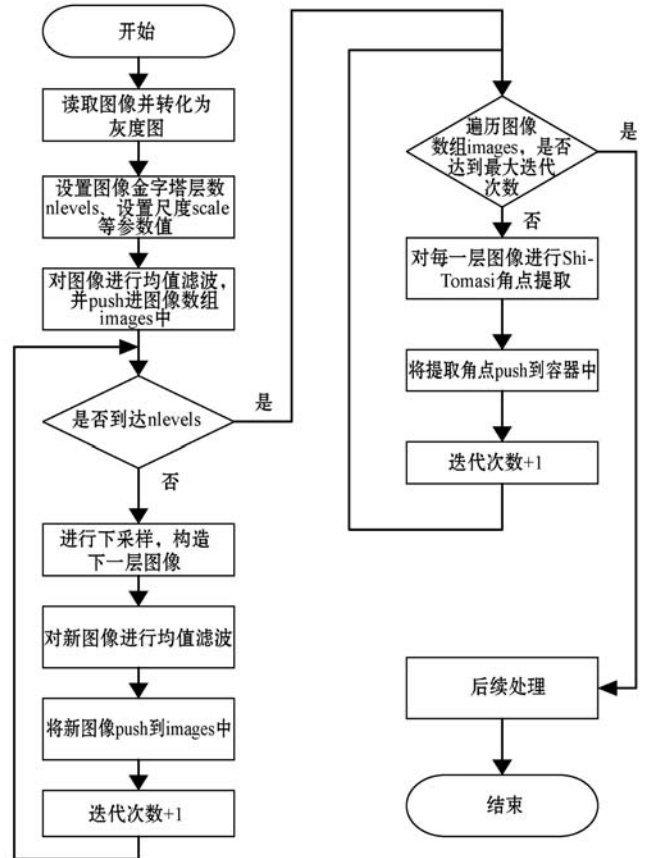 开始
读取图像并转化为
灰度图
设置图像金字塔层数
nlevels、设置尺度scale
等参数值
对图像进行均值滤波，
并push进图像数组
images中
是否到达nlevels
是
否
进行下采样，构造
下一层图像
对新图像进行均值滤波
将新图像push到images中
迭代次数+1
遍历图像
数组images，是否
达到最大迭代
次数
是
否
对每一层图像进行Shi-
Tomasi角点提取
将提取角点push到容器中
迭代次数+1
后续处理
结束